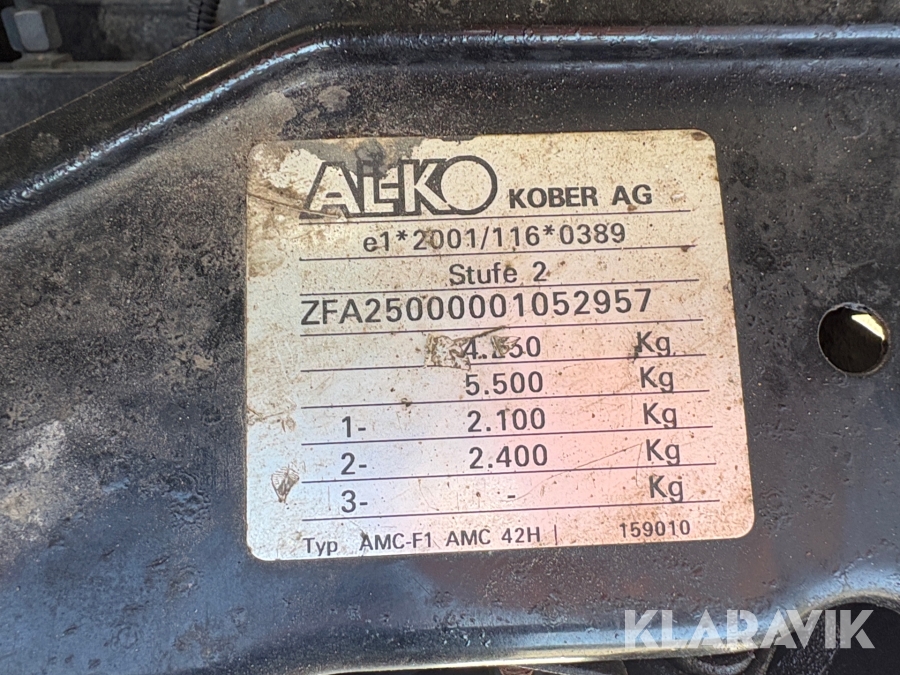 AL-KO KOBER AG
e1*2001/116*0389
Stufe 2
ZFA25000001052957
Kg
5.500 Kg
1- 2.100 Kg
2- 2.400 Kg
3- - Kg
Typ AMC-F1 AMC 42H | 159010
KLARAVIK